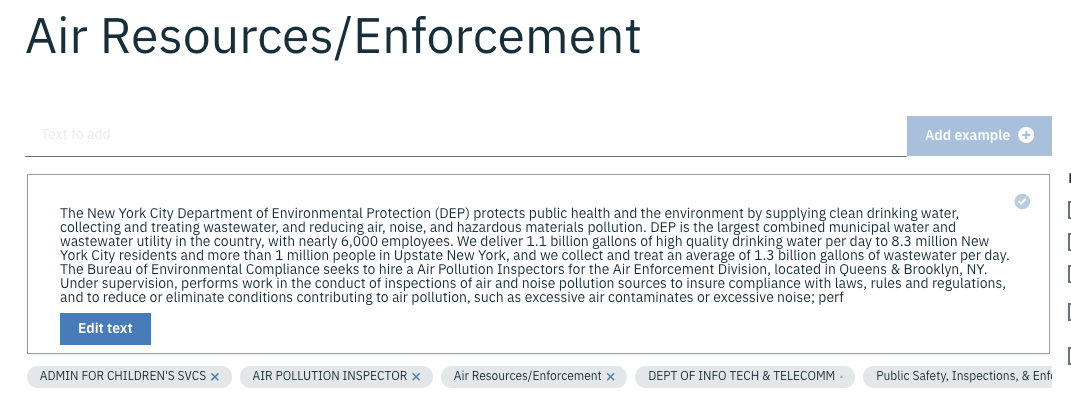 Air Resources/Enforcement
Text to add
Add example
The New York City Department of Environmental Protection (DEP) protects public health and the environment by supplying clean drinking water,
collecting and treating wastewater, and reducing air, noise, and hazardous materials pollution. DEP is the largest combined municipal water and
wastewater utility in the country, with nearly 6,000 employees. We deliver 1.1 billion gallons of high quality drinking water per day to 8.3 million New
York City residents and more than 1 million people in Upstate New York, and we collect and treat an average of 1.3 billion gallons of wastewater per day.
The Bureau of Environmental Compliance seeks to hire a Air Pollution Inspectors for the Air Enforcement Division, located in Queens & Brooklyn, NY.
Under supervision, performs work in the conduct of inspections of air and noise pollution sources to insure compliance with laws, rules and regulations,
and to reduce or eliminate conditions contributing to air pollution, such as excessive air contaminates or excessive noise; perf
Edit text
ADMIN FOR CHILDREN'S SVCS × AIR POLLUTION INSPECTOR × Air Resources/Enforcement × DEPT OF INFO TECH & TELECOMM Public Safety, Inspections, &